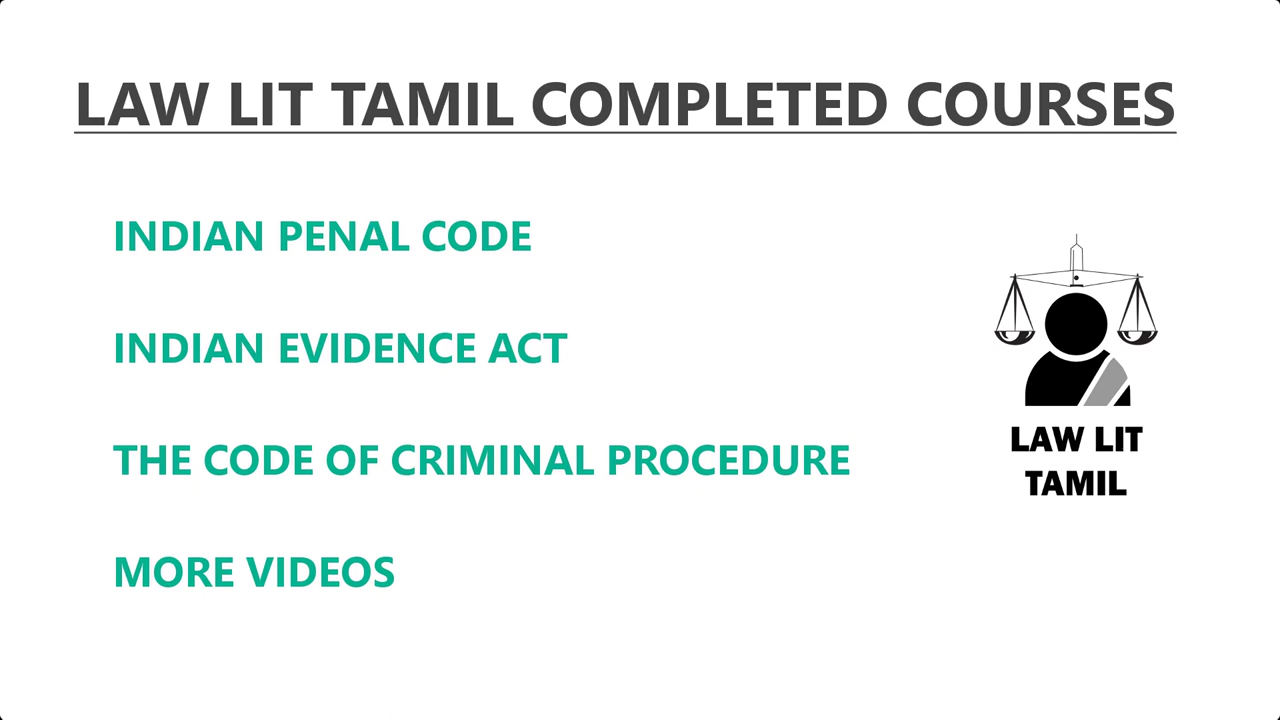 LAW LIT TAMIL COMPLETED COURSES
INDIAN PENAL CODE
INDIAN EVIDENCE ACT
THE CODE OF CRIMINAL PROCEDURE
MORE VIDEOS
LAW LIT
TAMIL